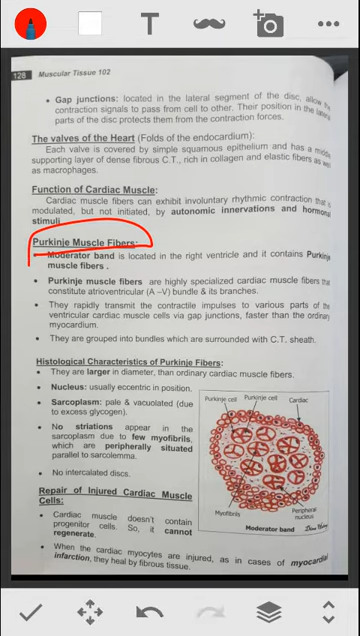 T
128
Muscular Tissue 102
• Gap junctions: located in the lateral segment of the disc, allow the
contraction signals to pass from cell to other. Their position in the lateral
parts of the disc protects them from the contraction forces.
The valves of the Heart (Folds of the endocardium):
Each valve is covered by simple squamous epithelium and has a middle
supporting layer of dense fibrous C.T., rich in collagen and elastic fibers as well
as macrophages.
Function of Cardiac Muscle:
Cardiac muscle fibers can exhibit involuntary rhythmic contraction that is
modulated, but not initiated, by autonomic innervations and hormonal
stimuli
Purkinje Muscle Fibers:
Moderator band is located in the right ventricle and it contains Purkinje
muscle fibers .
• Purkinje muscle fibers are highly specialized cardiac muscle fibers that
constitute atrioventricular (A –V) bundle & its branches.
• They rapidly transmit the contractile impulses to various parts of the
ventricular cardiac muscle cells via gap junctions, faster than the ordinary
myocardium.
• They are grouped into bundles which are surrounded with C.T. sheath.
Histological Characteristics of Purkinje Fibers:
• They are larger in diameter, than ordinary cardiac muscle fibers.
• Nucleus: usually eccentric in position.
• Sarcoplasm: pale & vacuolated (due
to excess glycogen).
• No striations appear in the
sarcoplasm due to few myofibrils,
which are peripherally situated
parallel to sarcolemma.
• No intercalated discs.
Purkinje cell Purkinje cell Cardiac
Myofibrils
Peripheral
nucleus
Moderator band
Repair of Injured Cardiac Muscle
Cells:
• Cardiac muscle doesn't contain
progenitor cells. So, it cannot
regenerate.
• When the cardiac myocytes are injured, as in cases of myocardial
infarction, they heal by fibrous tissue.